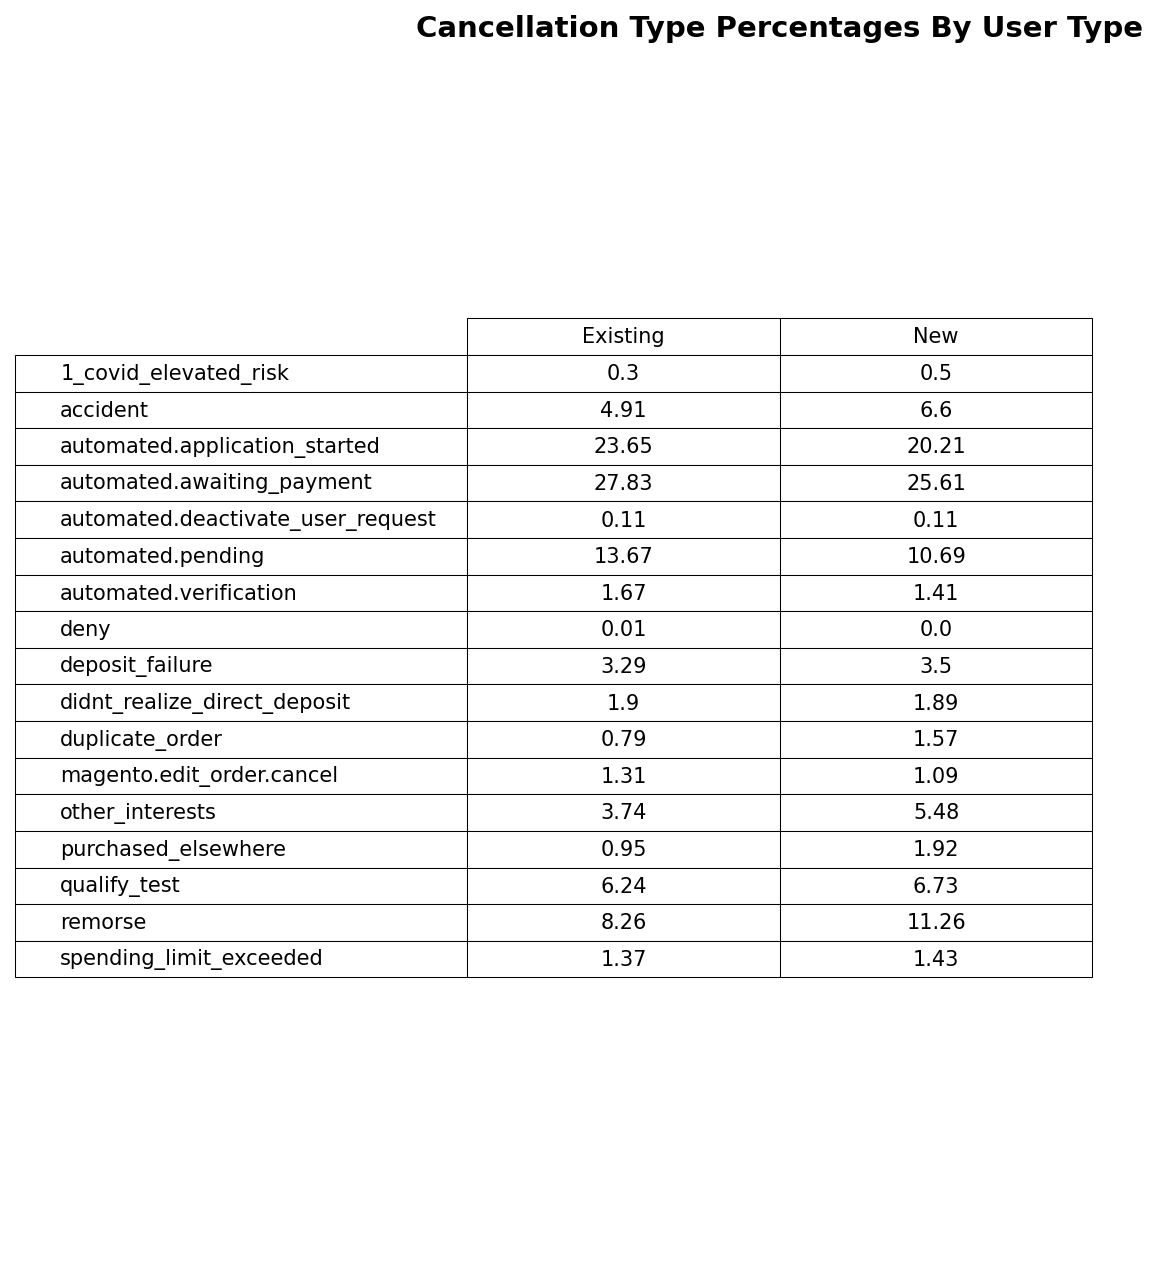 Cancellation Type Percentages By User Type
Existing New
1_covid_elevated_risk 0.3 0.5
accident 4.91 6.6
automated.application_started 23.65 20.21
automated.awaiting_payment 27.83 25.61
automated.deactivate_user_request 0.11 0.11
automated.pending 13.67 10.69
automated.verification 1.67 1.41
deny 0.01 0.0
deposit_failure 3.29 3.5
didnt_realize_direct_deposit 1.9 1.89
duplicate_order 0.79 1.57
magento.edit_order.cancel 1.31 1.09
other_interests 3.74 5.48
purchased_elsewhere 0.95 1.92
qualify_test 6.24 6.73
remorse 8.26 11.26
spending_limit_exceeded 1.37 1.43